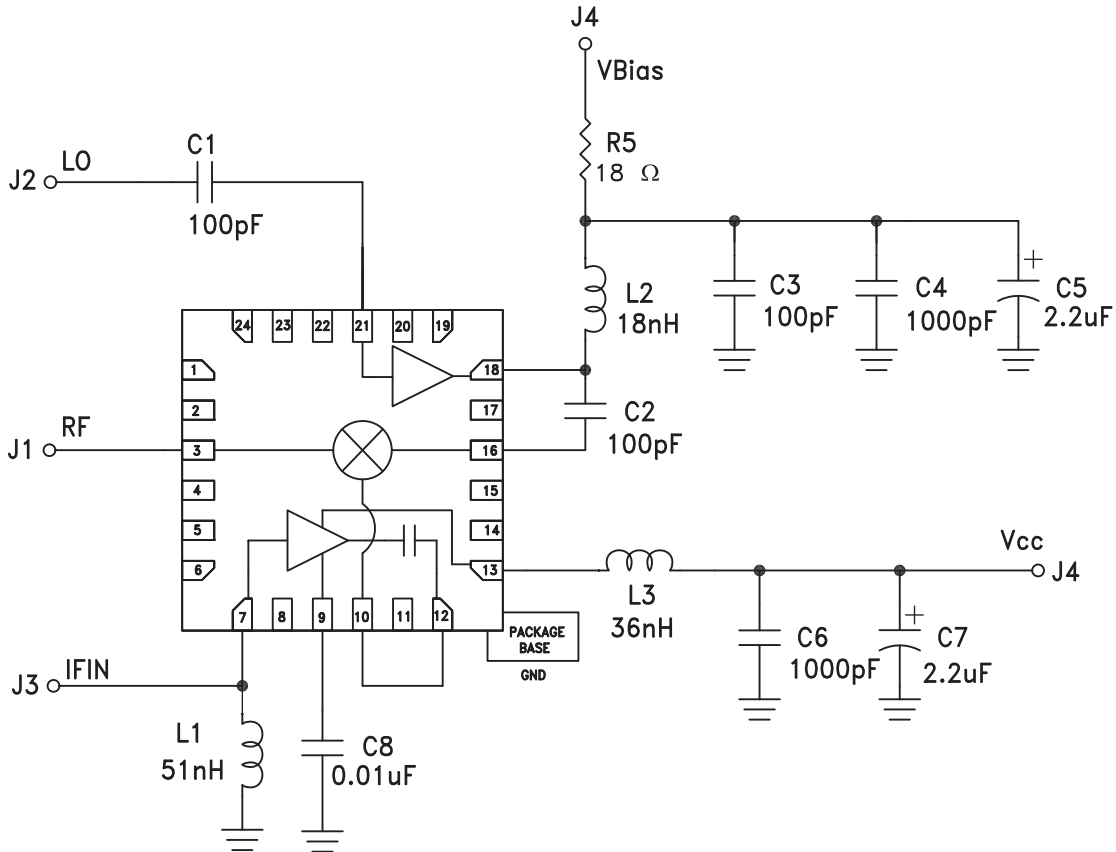 J4
VBias
R5
18 Ω
C1
J2 LO
100pF
L2
18nH
C3
100pF
C4
1000pF
+
C5
2.2uF
24 23 22 21 20 19
1
2
3
4
5
6
18
17
16
15
14
13
7 8 9 10 11 12
J1 RF
C2
100pF
Vcc
J4
L3
36nH
C6
1000pF
+
C7
2.2uF
PACKAGE
BASE
GND
J3 IFIN
L1
51nH
C8
0.01uF